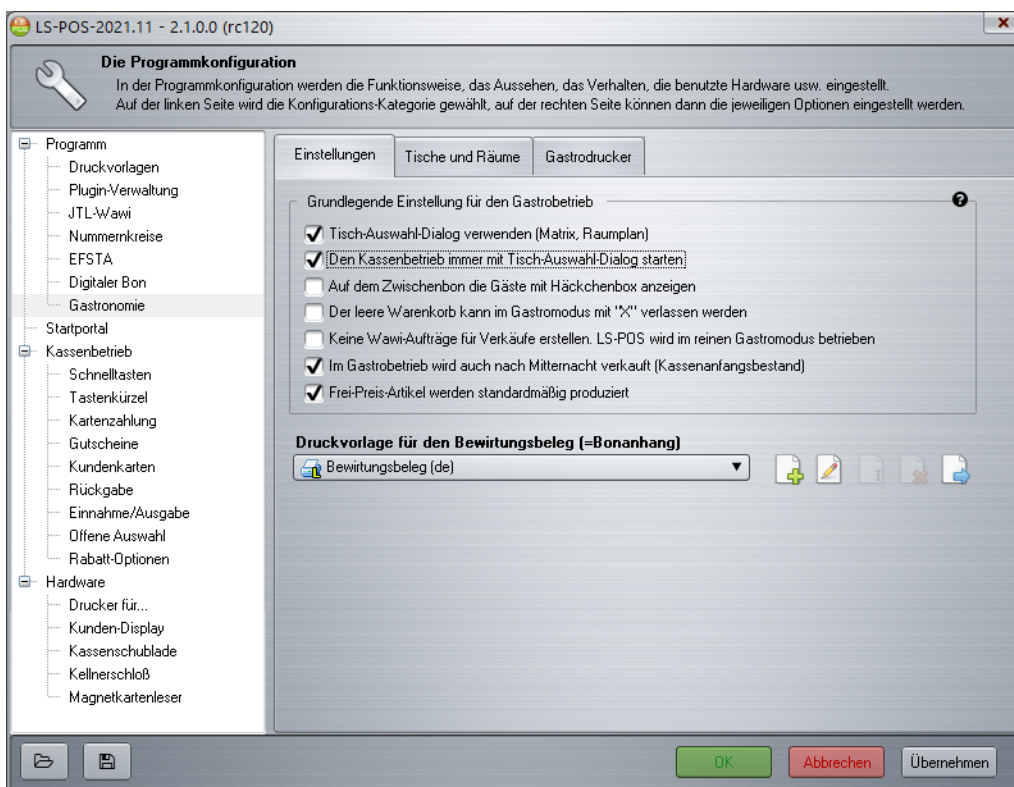 LS-POS-2021.11 - 2.1.0.0 (rc120)
Die Programmkonfiguration
In der Programmkonfiguration werden die Funktionsweise, das Aussehen, das Verhalten, die benutzte Hardware usw. eingestellt.
Auf der linken Seite wird die Konfigurations-Kategorie gewählt, auf der rechten Seite können dann die jeweiligen Optionen eingestellt werden.
Programm
Druckvorlagen
Plugin-Verwaltung
JTL-Wawi
Nummernkreise
EFSTA
Digitaler Bon
Gastronomie
Startportal
Kassenbetrieb
Schnelltasten
Tastenkürzel
Kartenzahlung
Gutscheine
Kundenkarten
Rückgabe
Einnahme/Ausgabe
Offene Auswahl
Rabatt-Optionen
Hardware
Drucker für...
Kunden-Display
Kassenschublade
Kellnerschloß
Magnetkartenleser
Einstellungen
Tische und Räume
Gastrodrucker
Grundlegende Einstellung für den Gastrobetrieb
Tisch-Auswahl-Dialog verwenden (Matrix, Raumplan)
Den Kassenbetrieb immer mit Tisch-Auswahl-Dialog starten
Auf dem Zwischenbon die Gäste mit Häckchenbox anzeigen
Der leere Warenkorb kann im Gastromodus mit "X" verlassen werden
Keine Wawi-Aufträge für Verkäufe erstellen. LS-POS wird im reinen Gastromodus betrieben
Im Gastrobetrieb wird auch nach Mitternacht verkauft (Kassenanfangsbestand)
Frei-Preis-Artikel werden standardmäßig produziert
Druckvorlage für den Bewirtungsbeleg (=Bonanhang)
Bewirtungsbeleg (de)
OK
Abbrechen
Übernehmen